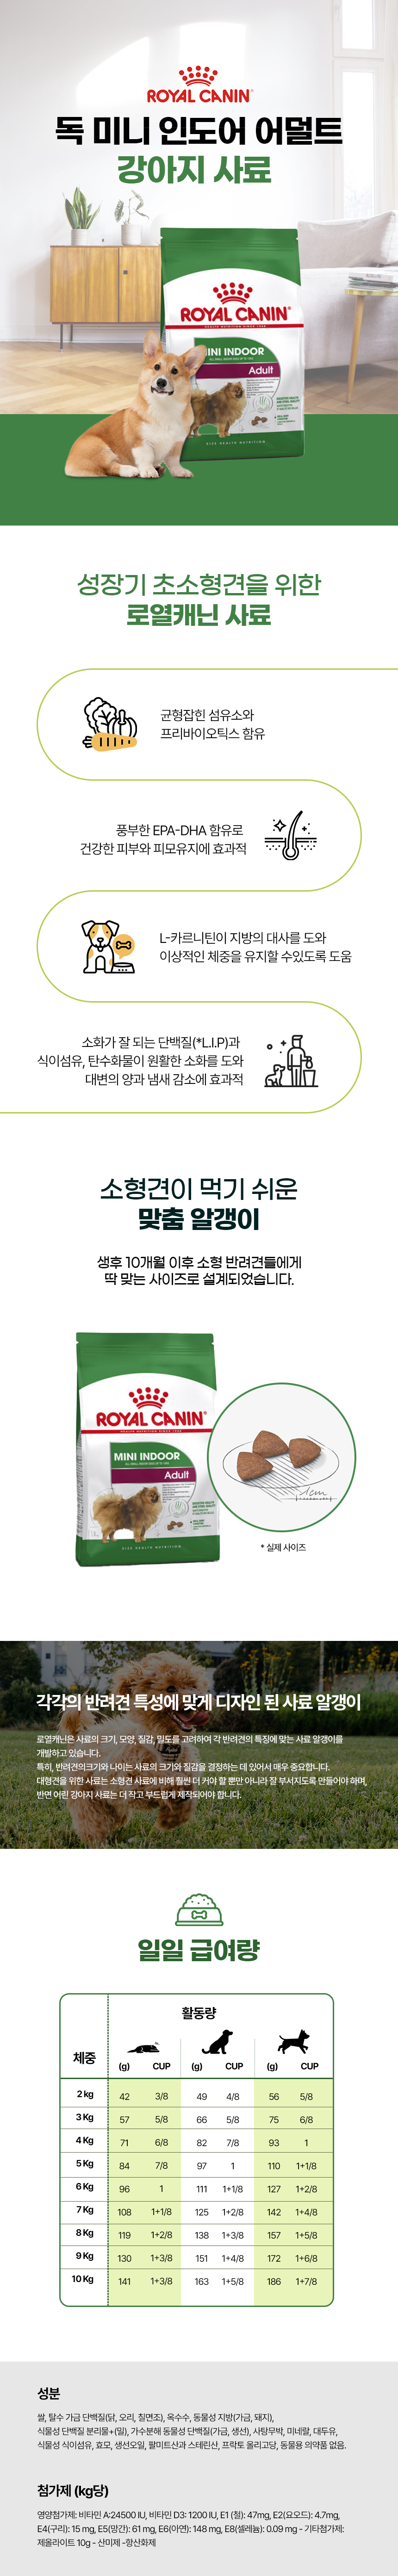 ROYAL CANIN
독 미니 인도어 어덜트
강아지 사료
ROYAL CANIN
HEALTH NUTRITION SINCE 1968
INI INDOOR
Adult
SIZE HEALTH NUTRITION
성장기 초소형견을 위한
로열캐닌 사료
균형잡힌 섬유소와
프리바이오틱스 함유
풍부한 EPA-DHA 함유로
건강한 피부와 피모유지에 효과적
L-카르니틴이 지방의 대사를 도와
이상적인 체중을 유지할 수있도록 도움
소화가 잘 되는 단백질(*L.I.P)과
식이섬유, 탄수화물이 원활한 소화를 도와
대변의 양과 냄새 감소에 효과적
소형견이 먹기 쉬운
맞춤 알갱이
생후 10개월 이후 소형 반려견들에게
딱 맞는 사이즈로 설계되었습니다.
ROYAL CANIN
HEALTH NUTRITION SINCE 1968
MINI INDOOR
Adult
SIZE HEALTH NUTRITION
1cm
* 실제 사이즈
각각의 반려견 특성에 맞게 디자인 된 사료 알갱이
로열캐닌은 사료의 크기, 모양, 질감, 밀도를 고려하여 각 반려견의 특징에 맞는 사료 알갱이를
개발하고 있습니다.
특히, 반려견의크기와 나이는 사료의 크기와 질감을 결정하는 데 있어서 매우 중요합니다.
대형견을 위한 사료는 소형견 사료에 비해 훨씬 더 커야 할 뿐만 아니라 잘 부서지도록 만들어야 하며,
반면 어린 강아지 사료는 더 작고 부드럽게 제작되어야 합니다.
일일 급여량
활동량
체중
(g) CUP (g) CUP (g) CUP
2 kg 42 3/8 49 4/8 56 5/8
3 Kg 57 5/8 66 5/8 75 6/8
4 Kg 71 6/8 82 7/8 93 1
5 Kg 84 7/8 97 1 110 1+1/8
6 Kg 96 1 111 1+1/8 127 1+2/8
7 Kg 108 1+1/8 125 1+2/8 142 1+4/8
8 Kg 119 1+2/8 138 1+3/8 157 1+5/8
9 Kg 130 1+3/8 151 1+4/8 172 1+6/8
10 Kg 141 1+3/8 163 1+5/8 186 1+7/8
성분
쌀, 탈수 가급 단백질(닭, 오리, 칠면조), 옥수수, 동물성 지방(가금, 돼지),
식물성 단백질 분리물+(밀), 가수분해 동물성 단백질(가금, 생선), 사탕무박, 미네랄, 대두유,
식물성 식이섬유, 효모, 생선오일, 팔미트산과 스테린산, 프락토 올리고당, 동물용 의약품 없음.
첨가제 (kg당)
영양첨가제: 비타민 A:24500 IU, 비타민 D3: 1200 IU, E1 (철): 47mg, E2(요오드): 4.7mg,
E4(구리): 15 mg, E5(망간): 61 mg, E6(아연): 148 mg, E8(셀레늄): 0.09 mg - 기타첨가제:
제올라이트 10g - 산미제 -항산화제